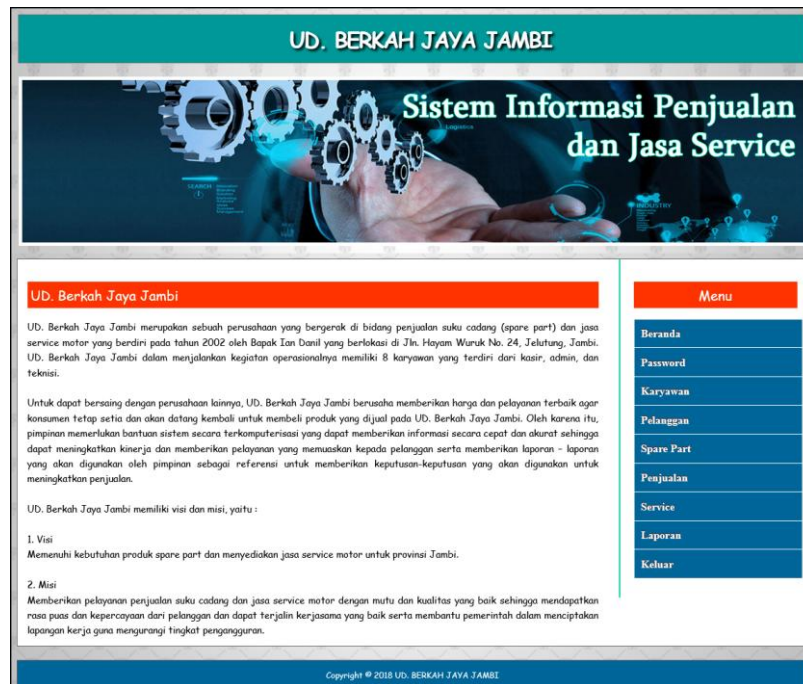 UD. BERKAH JAYA JAMBI
Sistem Informasi Penjualan
dan Jasa Service
Logistics
SEARCH
INDUSTRY
UD. Berkah Jaya Jambi
UD. Berkah Jaya Jambi merupakan sebuah perusahaan yang bergerak di bidang penjualan suku cadang (spare part) dan jasa
service motor yang berdiri pada tahun 2002 oleh Bapak Ian Danil yang berlokasi di Jln. Hayam Wuruk No. 24, Jelutung, Jambi.
UD. Berkah Jaya Jambi dalam menjalankan kegiatan operasionalnya memiliki 8 karyawan yang terdiri dari kasir, admin, dan
teknisi.
Untuk dapat bersaing dengan perusahaan lainnya, UD. Berkah Jaya Jambi berusaha memberikan harga dan pelayanan terbaik agar
konsumen tetap setia dan akan datang kembali untuk membeli produk yang dijual pada UD. Berkah Jaya Jambi. Oleh karena itu,
pimpinan memerlukan bantuan sistem secara terkomputerisasi yang dapat memberikan informasi secara cepat dan akurat sehingga
dapat meningkatkan kinerja dan memberikan pelayanan yang memuaskan kepada pelanggan serta memberikan laporan – laporan
yang akan digunakan oleh pimpinan sebagai referensi untuk memberikan keputusan-keputusan yang akan digunakan untuk
meningkatkan penjualan.
UD. Berkah Jaya Jambi memiliki visi dan misi, yaitu :
1. Visi
Memenuhi kebutuhan produk spare part dan menyediakan jasa service motor untuk provinsi Jambi.
2. Misi
Memberikan pelayanan penjualan suku cadang dan jasa service motor dengan mutu dan kualitas yang baik sehingga mendapatkan
rasa puas dan kepercayaan dari pelanggan dan dapat terjalin kerjasama yang baik serta membantu pemerintah dalam menciptakan
lapangan kerja guna mengurangi tingkat pengangguran.
Menu
Beranda
Password
Karyawan
Pelanggan
Spare Part
Penjualan
Service
Laporan
Keluar
Copyright © 2018 UD. BERKAH JAYA JAMBI